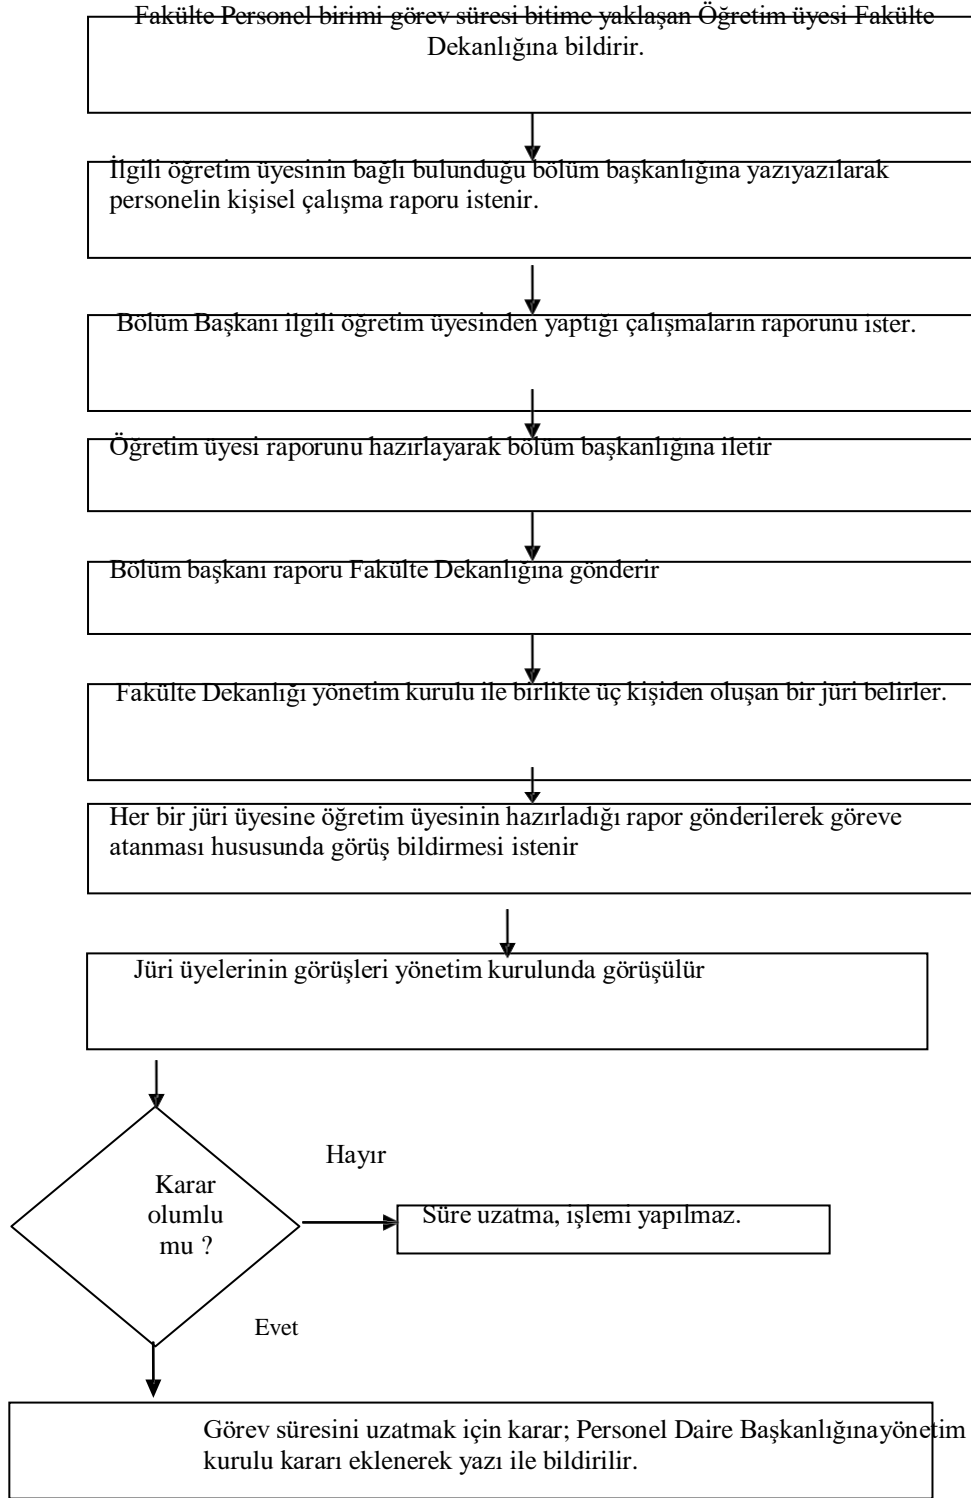 Fakülte Personel birimi görev süresi bitime yaklaşan Öğretim üyesi Fakülte
Dekanlığına bildirir.
İlgili öğretim üyesinin bağlı bulunduğu bölüm başkanlığına yazıyazılarak
personelin kişisel çalışma raporu istenir.
Bölüm Başkanı ilgili öğretim üyesinden yaptığı çalışmaların raporunu ister.
Öğretim üyesi raporunu hazırlayarak bölüm başkanlığına iletir
Bölüm başkanı raporu Fakülte Dekanlığına gönderir
Fakülte Dekanlığı yönetim kurulu ile birlikte üç kişiden oluşan bir jüri belirler.
Her bir jüri üyesine öğretim üyesinin hazırladığı rapor gönderilerek göreve
atanması hususunda görüş bildirmesi istenir
Jüri üyelerinin görüşleri yönetim kurulunda görüşülür
Hayır
Karar
olumlu
mu ?
Süre uzatma, işlemi yapılmaz.
Evet
Görev süresini uzatmak için karar; Personel Daire Başkanlığınayönetim
kurulu kararı eklenerek yazı ile bildirilir.